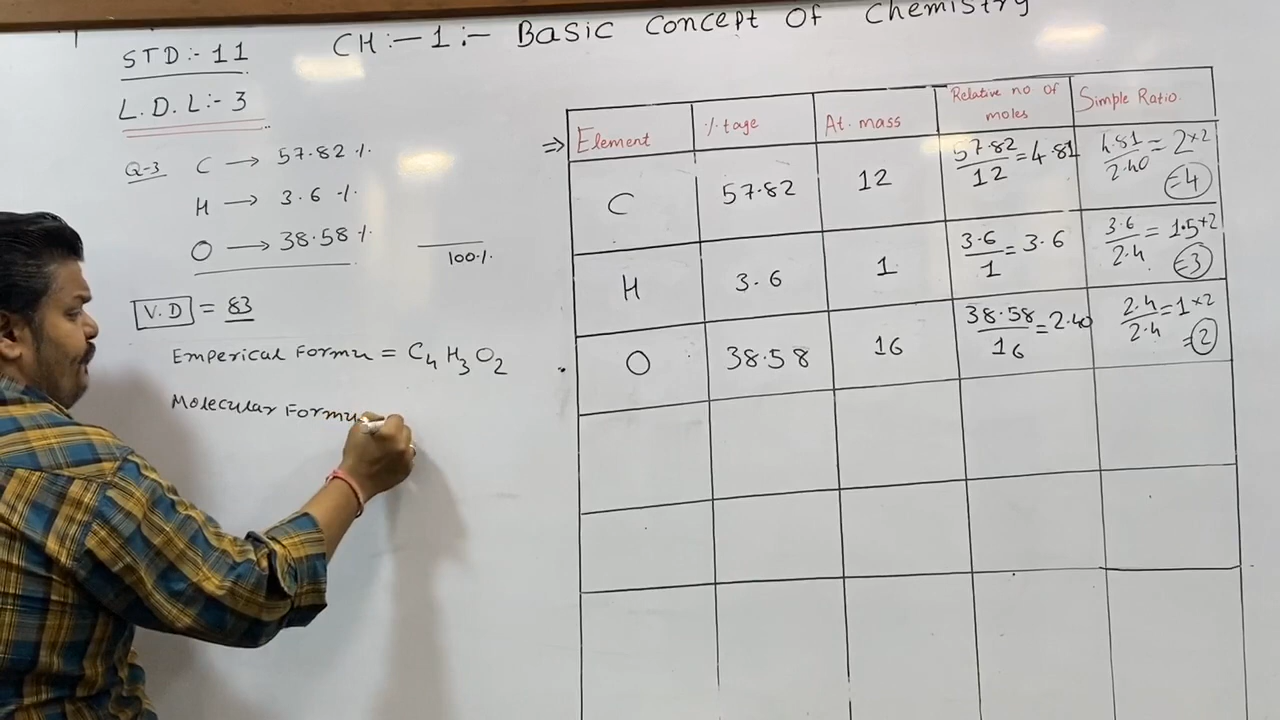 CH:-1:- Basic Concept Of Chemistry
STD:-11
L.D.L:-3
Q-3 C → 57.82 %.
H → 3.6 %.
O → 38.58 %.
100%.
V.D = 83
Emperical Formu = C₄H₃O₂
Molecular Formu
⇒ Element %tage At. mass Relative no of moles Simple Ratio.
C 57.82 12 57.82/12 = 4.81 4.81/2.40 = 2×2 =4
H 3.6 1 3.6/1 = 3.6 3.6/2.4 = 1.5×2 =3
O 38.58 16 38.58/16 = 2.40 2.4/2.4 = 1×2 =2